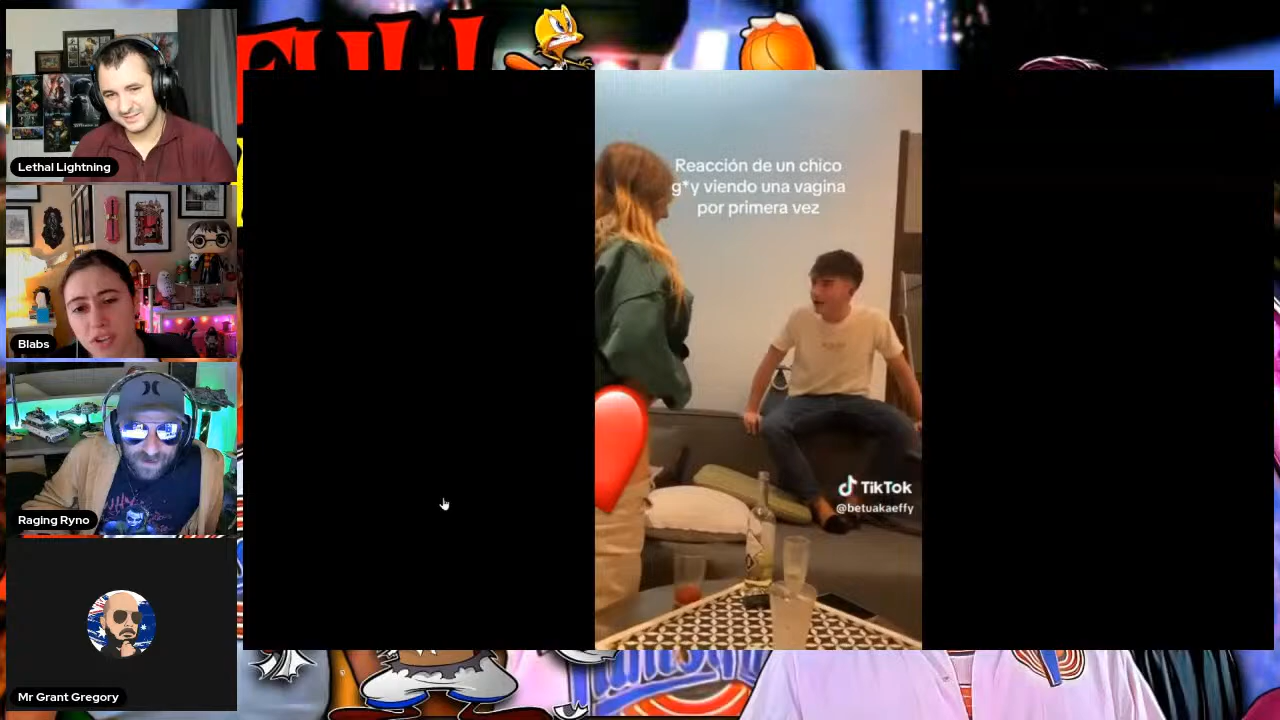 FULL
Lethal Lightning
Blabs
Raging Ryno
Mr Grant Gregory
Reacción de un chico
g*y viendo una vagina
por primera vez
TikTok
@betuakaeffy